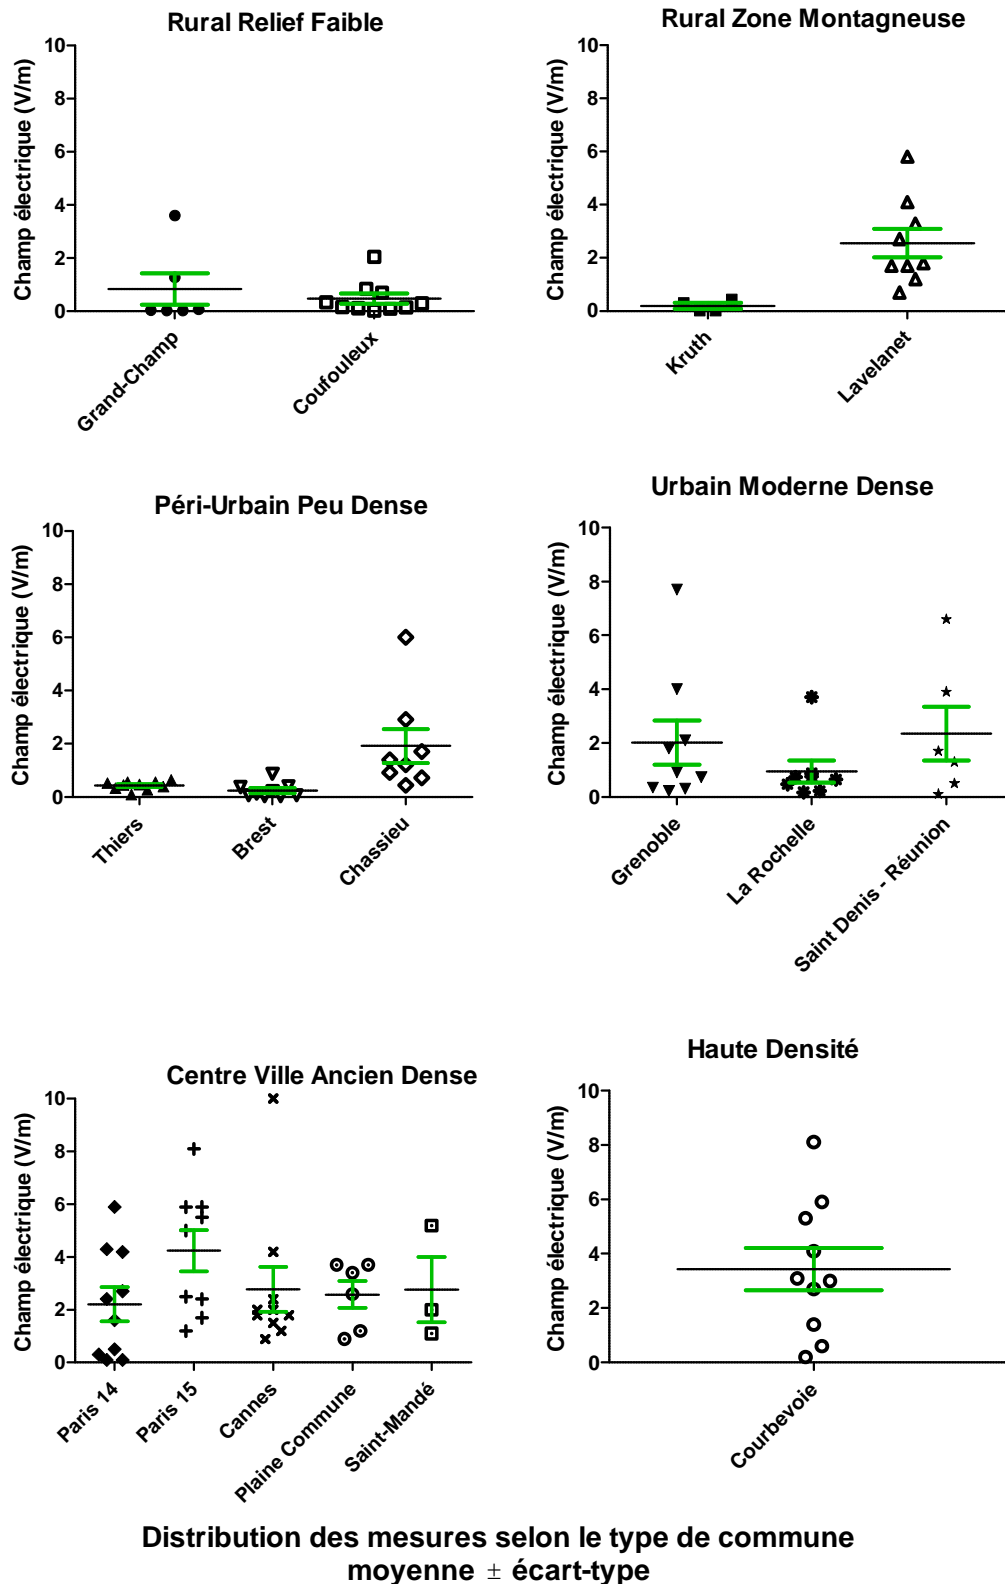 Rural Relief Faible
10
8
6
4
2
0
Champ électrique (V/m)
Grand-Champ
Coufouleux
Rural Zone Montagneuse
10
8
6
4
2
0
Champ électrique (V/m)
Kruth
Lavelanet
Péri-Urbain Peu Dense
10
8
6
4
2
0
Champ électrique (V/m)
Thiers
Brest
Chassieu
Urbain Moderne Dense
10
8
6
4
2
0
Champ électrique (V/m)
Grenoble
La Rochelle
Saint Denis - Réunion
Centre Ville Ancien Dense
10
8
6
4
2
0
Champ électrique (V/m)
Paris 14
Paris 15
Cannes
Plaine Commune
Saint-Mandé
Haute Densité
10
8
6
4
2
0
Champ électrique (V/m)
Courbevoie
Distribution des mesures selon le type de commune
moyenne ± écart-type